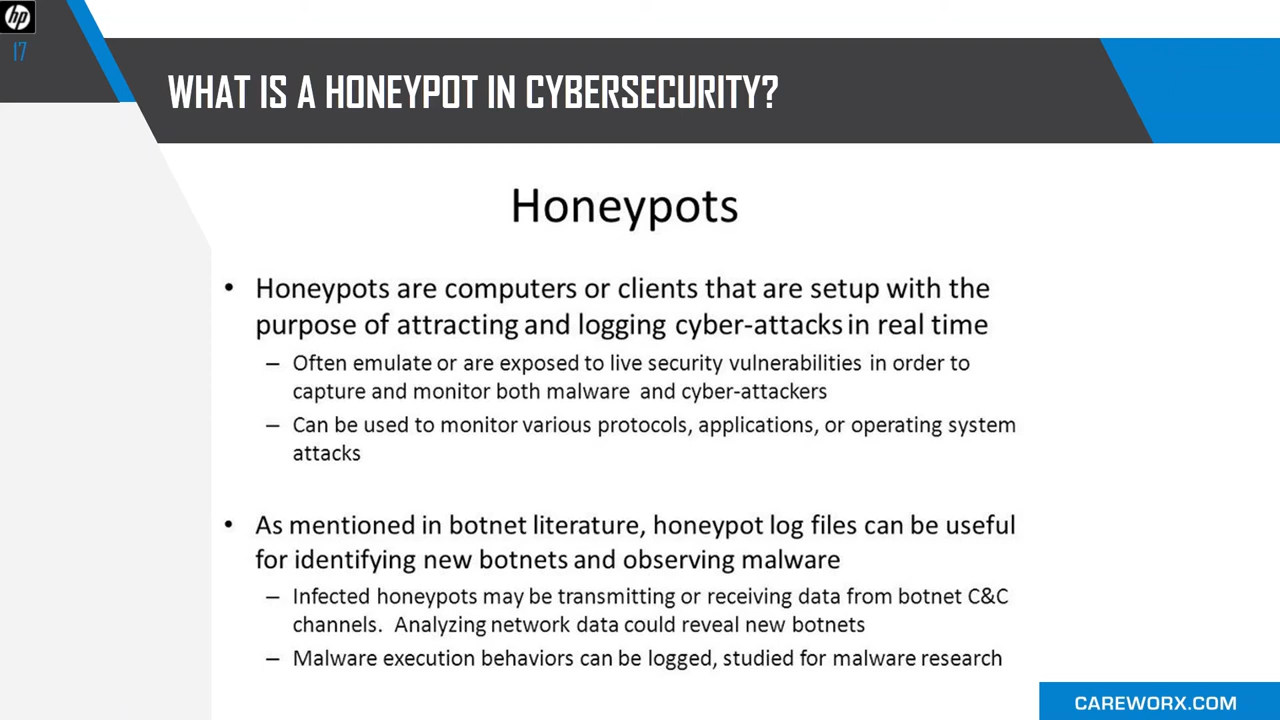 hp
17
WHAT IS A HONEYPOT IN CYBERSECURITY?
Honeypots
• Honeypots are computers or clients that are setup with the
purpose of attracting and logging cyber-attacks in real time
– Often emulate or are exposed to live security vulnerabilities in order to
capture and monitor both malware and cyber-attackers
– Can be used to monitor various protocols, applications, or operating system
attacks
• As mentioned in botnet literature, honeypot log files can be useful
for identifying new botnets and observing malware
– Infected honeypots may be transmitting or receiving data from botnet C&C
channels. Analyzing network data could reveal new botnets
– Malware execution behaviors can be logged, studied for malware research
CAREWORX.COM